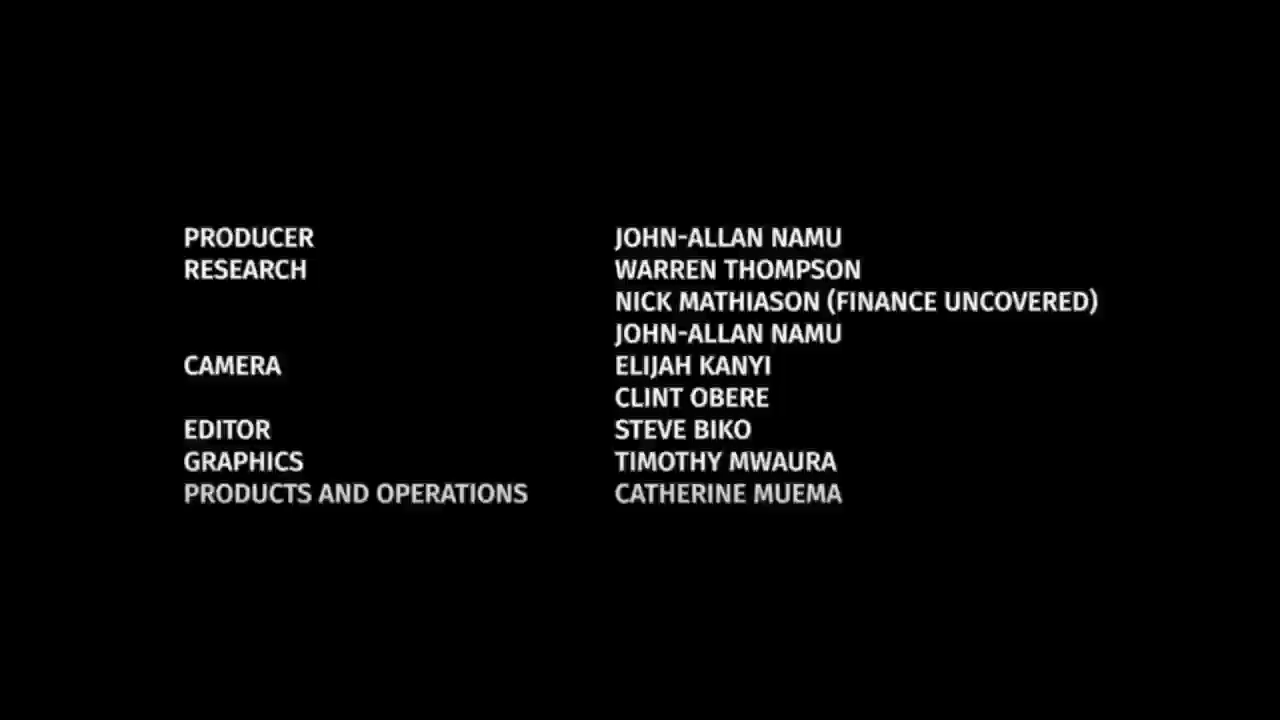 PRODUCER JOHN-ALLAN NAMU
RESEARCH WARREN THOMPSON
NICK MATHIASON (FINANCE UNCOVERED)
JOHN-ALLAN NAMU
CAMERA ELIJAH KANYI
CLINT OBERE
EDITOR STEVE BIKO
GRAPHICS TIMOTHY MWAURA
PRODUCTS AND OPERATIONS CATHERINE MUEMA